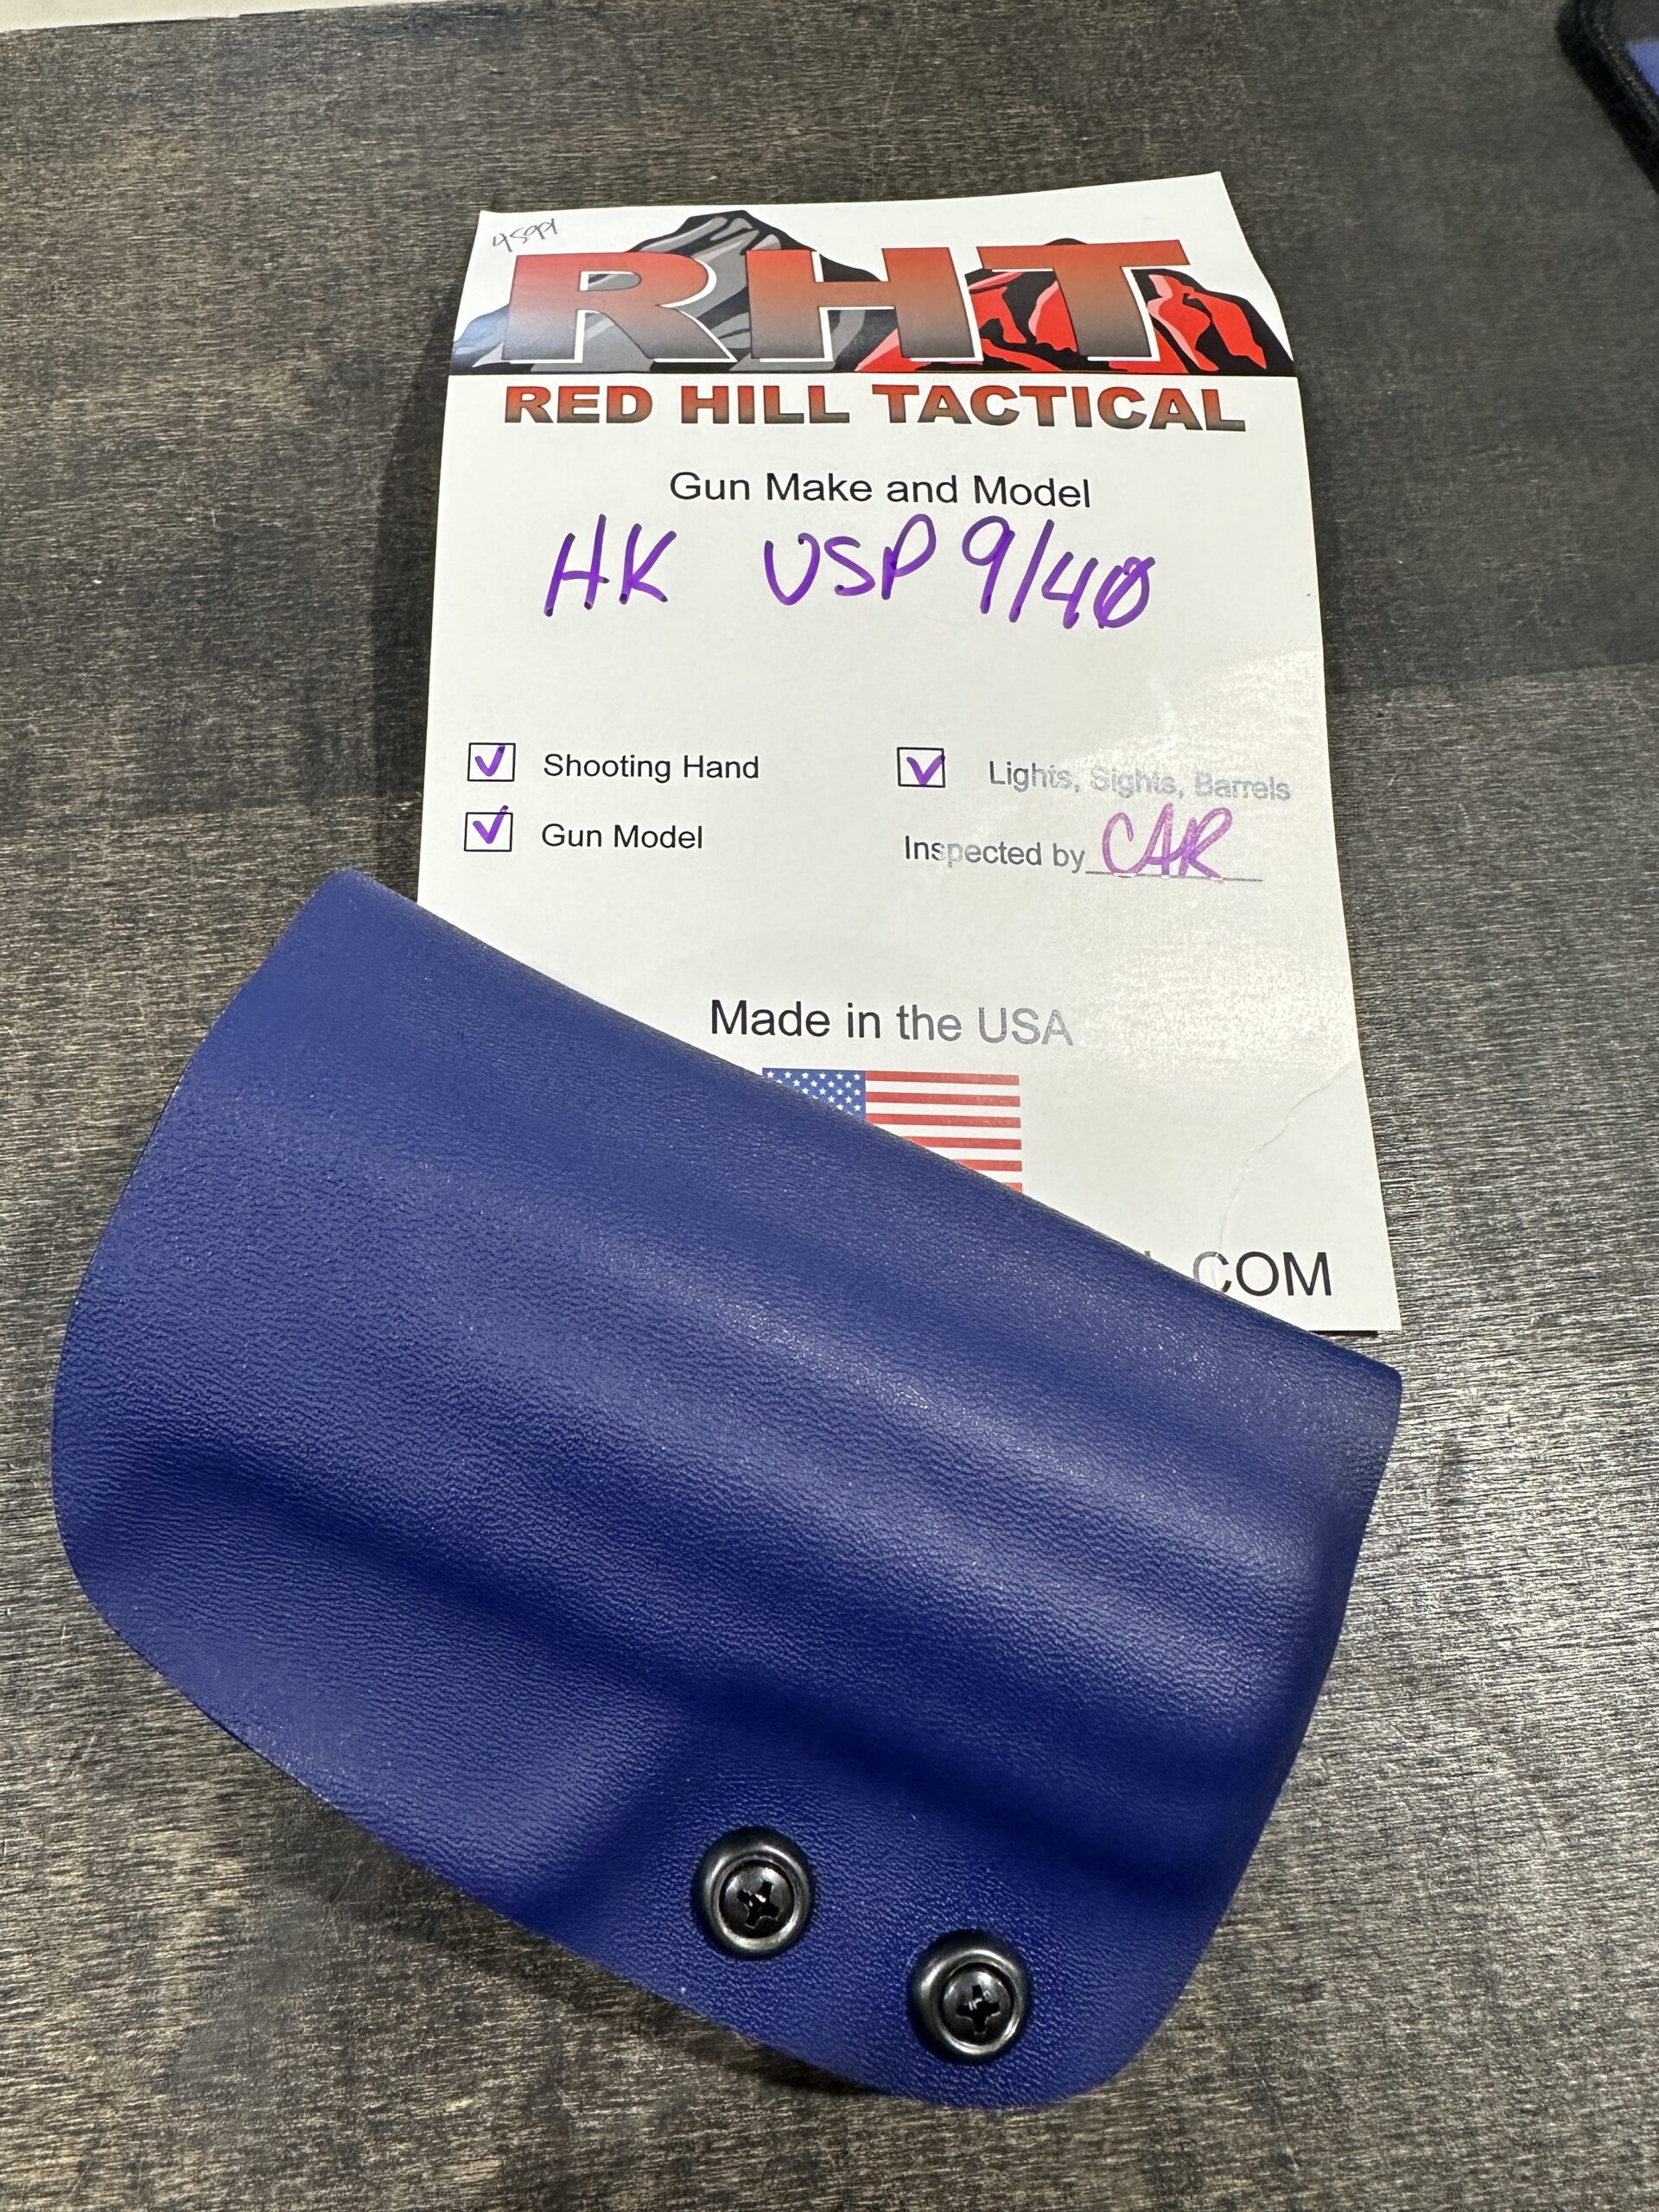 RHT
RED HILL TACTICAL
Gun Make and Model
HK USP 9/40
Shooting Hand
Lights, Sights, Barrels
Gun Model
Inspected by CAR
Made in the USA
.COM